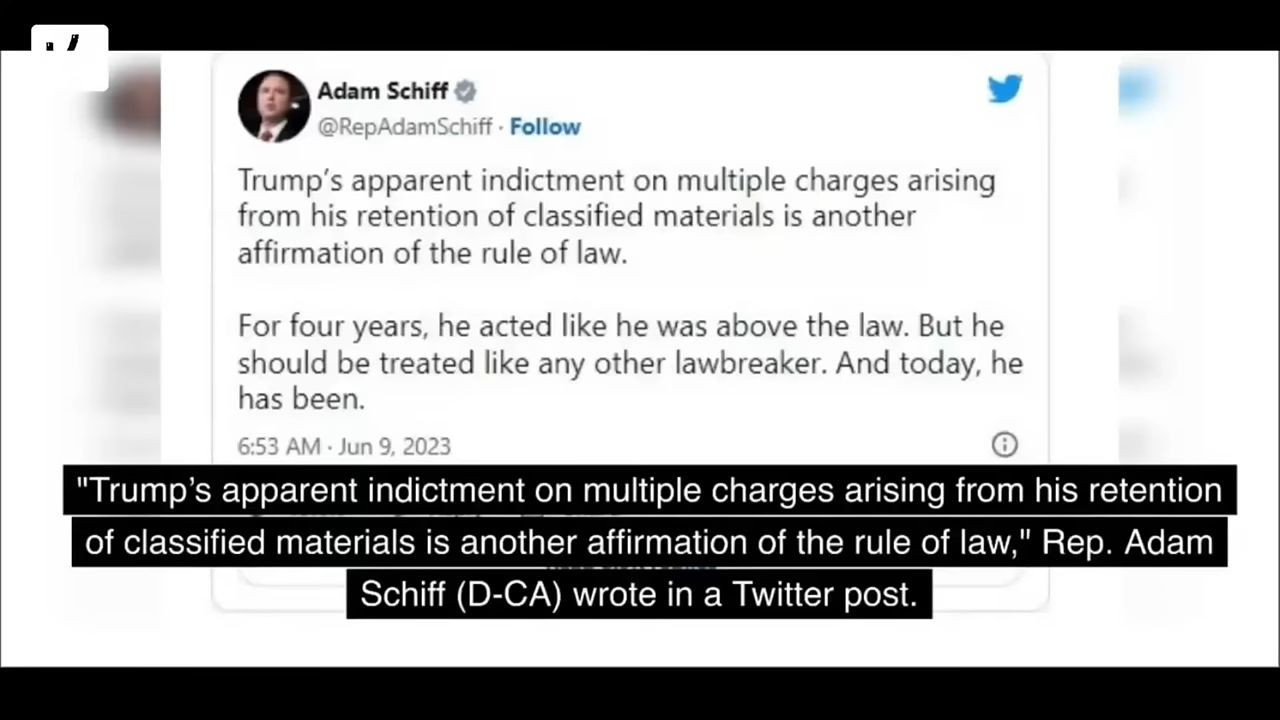 Adam Schiff
@RepAdamSchiff · Follow
Trump’s apparent indictment on multiple charges arising
from his retention of classified materials is another
affirmation of the rule of law.
For four years, he acted like he was above the law. But he
should be treated like any other lawbreaker. And today, he
has been.
6:53 AM · Jun 9, 2023
"Trump’s apparent indictment on multiple charges arising from his retention
of classified materials is another affirmation of the rule of law," Rep. Adam
Schiff (D-CA) wrote in a Twitter post.